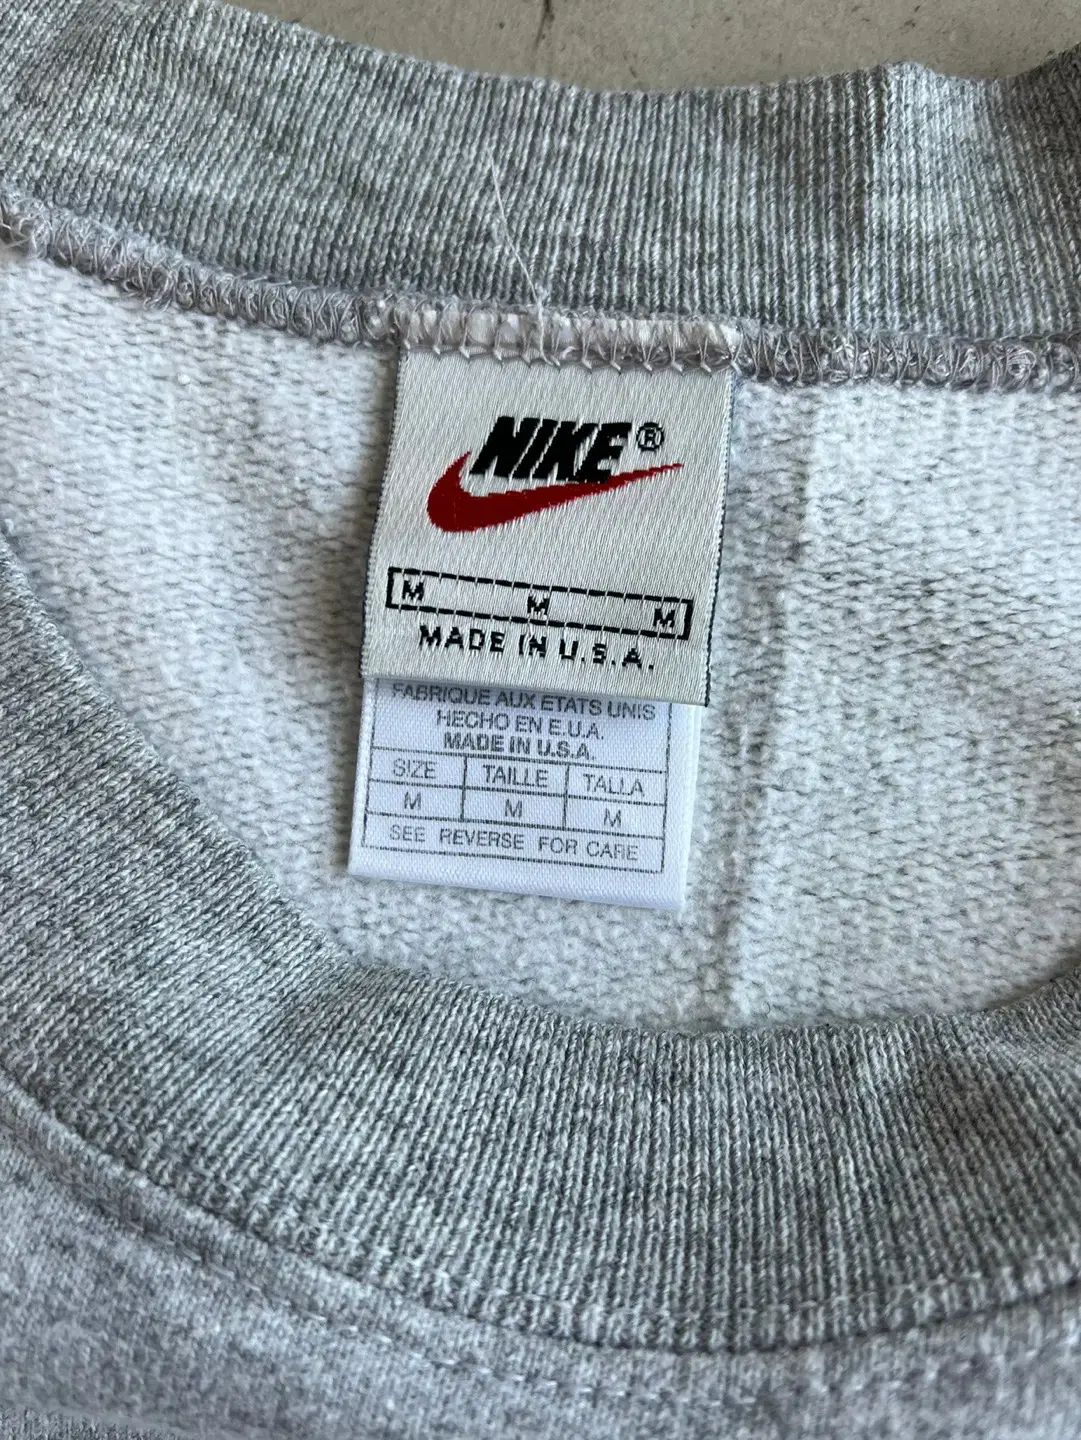 NIKE®
M M M
MADE IN U.S.A.
FABRIQUE AUX ETATS UNIS
HECHO EN E.U.A.
MADE IN U.S.A.
SIZE TAILLE TALLA
M M M
SEE REVERSE FOR CARE